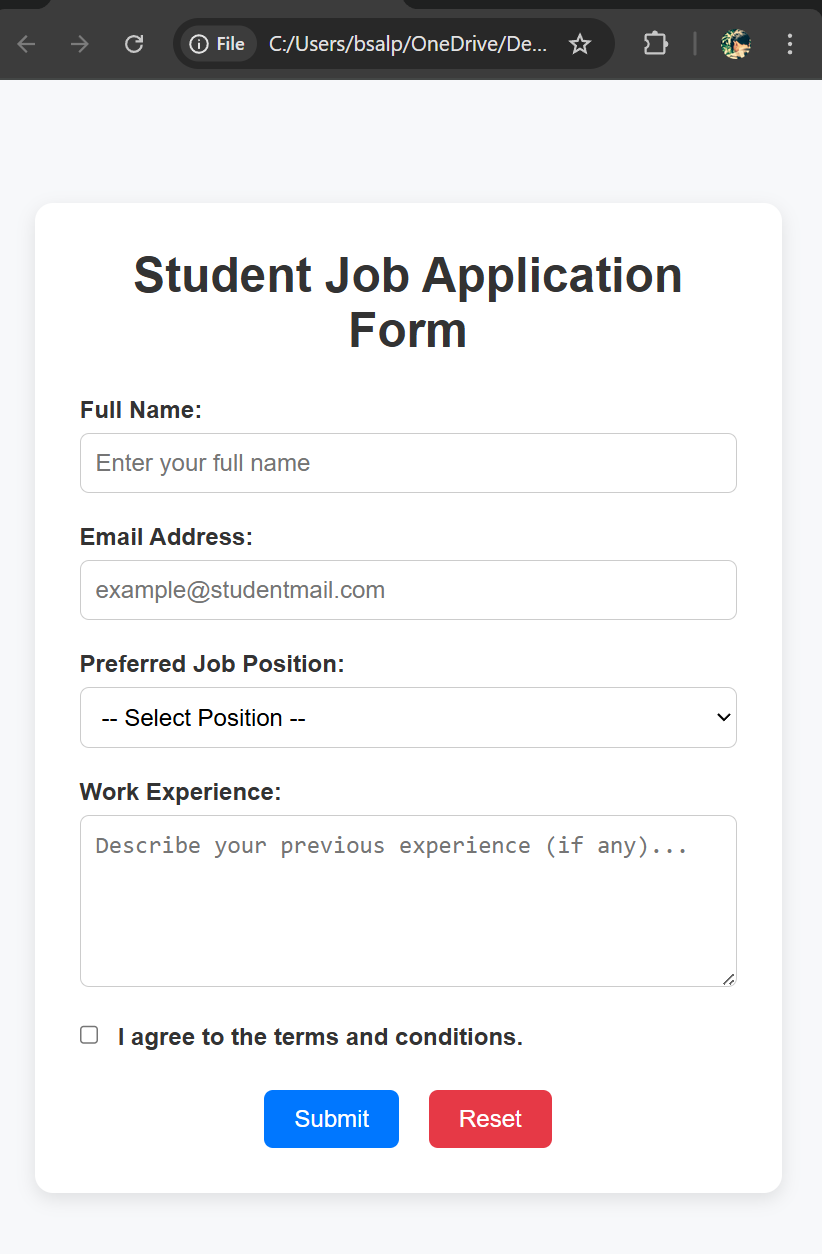 File C:/Users/bsalp/OneDrive/De...
Student Job Application
Form
Full Name:
Enter your full name
Email Address:
example@studentmail.com
Preferred Job Position:
-- Select Position --
Work Experience:
Describe your previous experience (if any)...
I agree to the terms and conditions.
Submit Reset